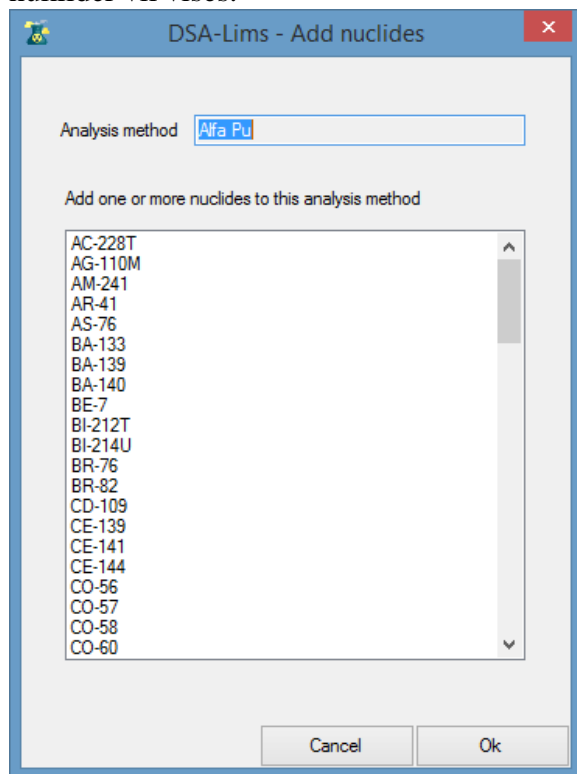 DSA-Lims - Add nuclides
Analysis method Alfa Pu
Add one or more nuclides to this analysis method
AC-228T
AG-110M
AM-241
AR-41
AS-76
BA-133
BA-139
BA-140
BE-7
BI-212T
BI-214U
BR-76
BR-82
CD-109
CE-139
CE-141
CE-144
CO-56
CO-57
CO-58
CO-60
Cancel Ok